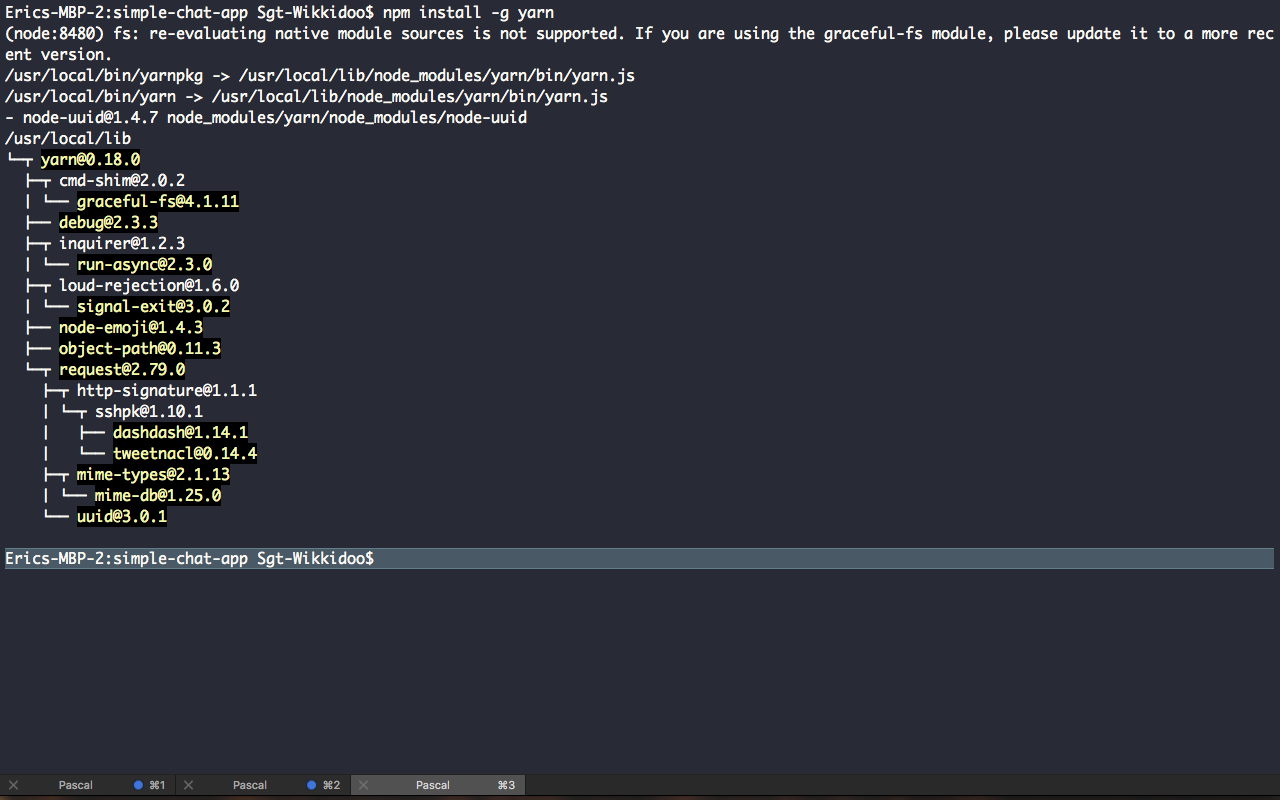 Erics-MBP-2:simple-chat-app Sgt-Wikkidoo$ npm install -g yarn
(node:8480) fs: re-evaluating native module sources is not supported. If you are using the graceful-fs module, please update it to a more rec
ent version.
/usr/local/bin/yarnpkg -> /usr/local/lib/node_modules/yarn/bin/yarn.js
/usr/local/bin/yarn -> /usr/local/lib/node_modules/yarn/bin/yarn.js
- node-uuid@1.4.7 node_modules/yarn/node_modules/node-uuid
/usr/local/lib
└─┬ yarn@0.18.0
  ├─┬ cmd-shim@2.0.2
  │ └── graceful-fs@4.1.11
  ├── debug@2.3.3
  ├─┬ inquirer@1.2.3
  │ └── run-async@2.3.0
  ├─┬ loud-rejection@1.6.0
  │ └── signal-exit@3.0.2
  ├── node-emoji@1.4.3
  ├── object-path@0.11.3
  └─┬ request@2.79.0
    ├─┬ http-signature@1.1.1
    │ └─┬ sshpk@1.10.1
    │   ├── dashdash@1.14.1
    │   └── tweetnacl@0.14.4
    ├─┬ mime-types@2.1.13
    │ └── mime-db@1.25.0
    └── uuid@3.0.1
Erics-MBP-2:simple-chat-app Sgt-Wikkidoo$
Pascal ⌘1 Pascal ⌘2 Pascal ⌘3